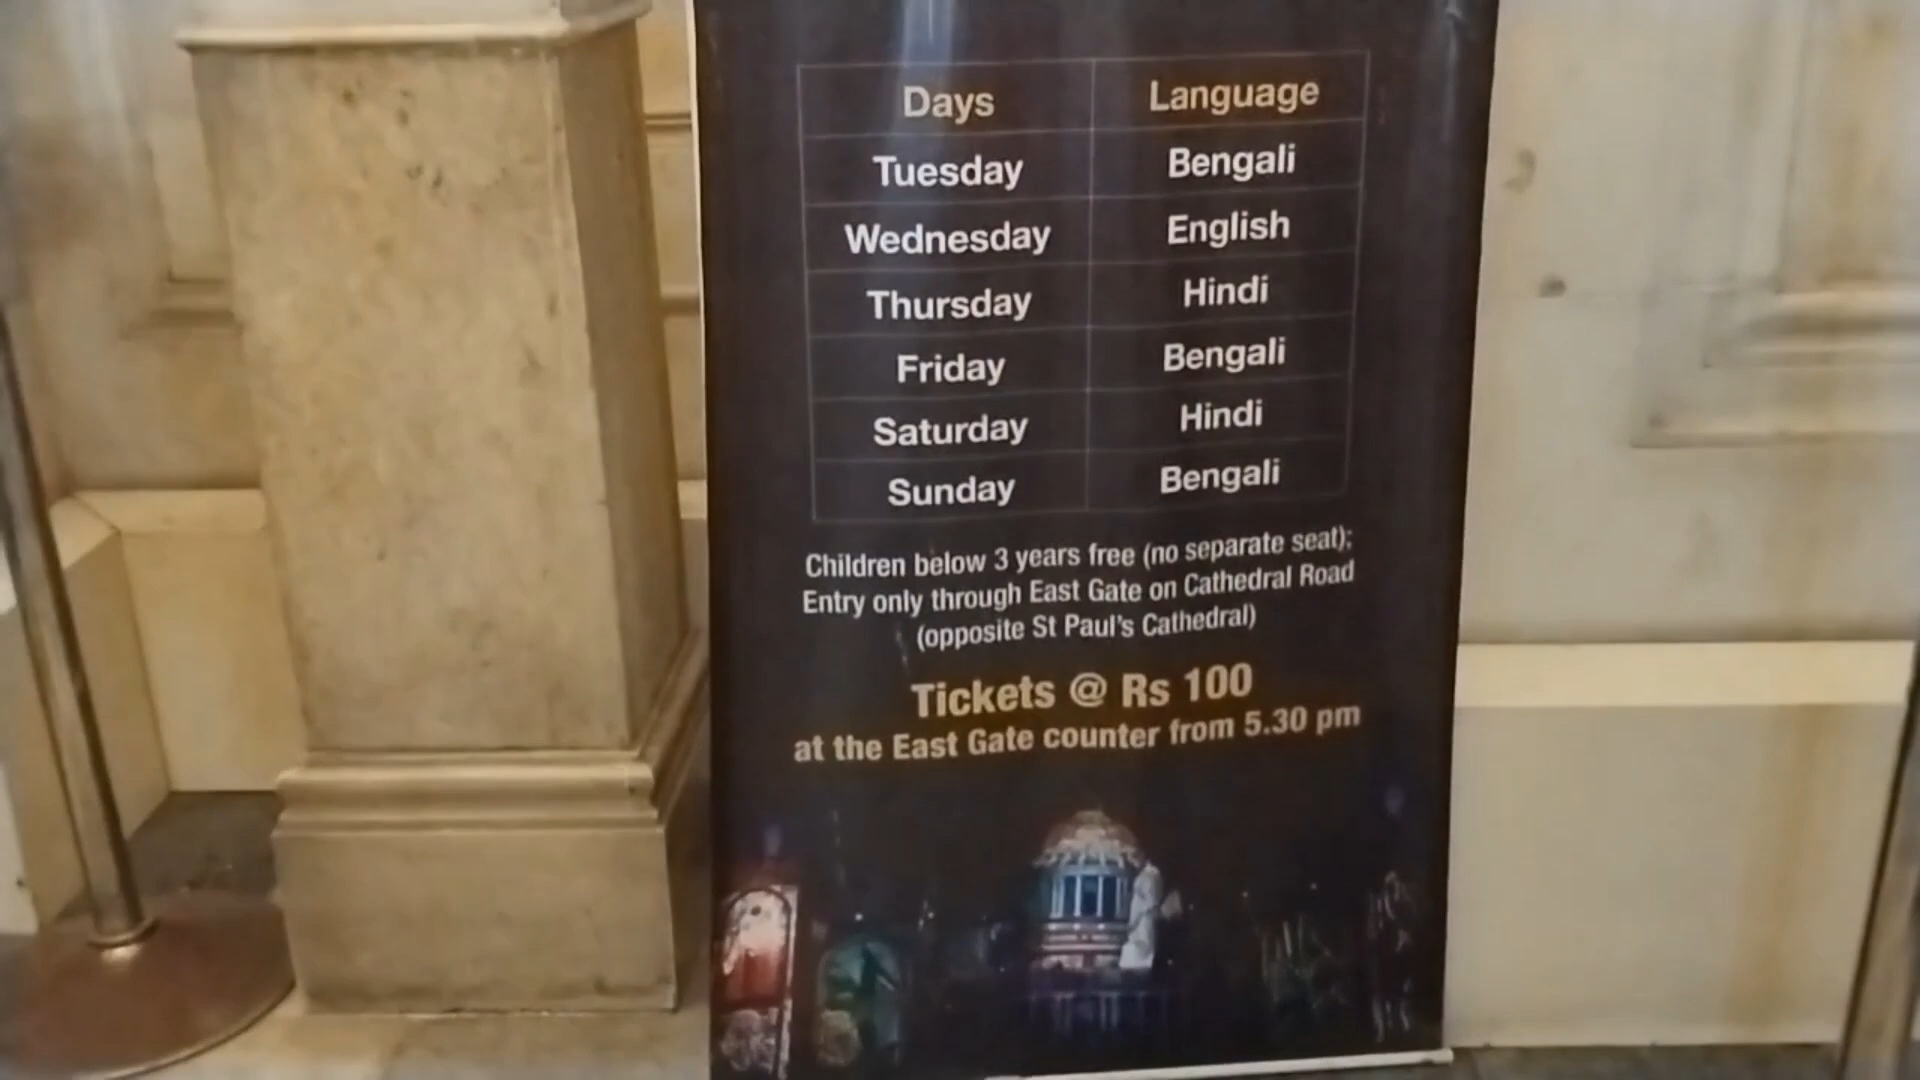 Days Language
Tuesday Bengali
Wednesday English
Thursday Hindi
Friday Bengali
Saturday Hindi
Sunday Bengali
Children below 3 years free (no separate seat);
Entry only through East Gate on Cathedral Road
(opposite St Paul's Cathedral)
Tickets @ Rs 100
at the East Gate counter from 5.30 pm